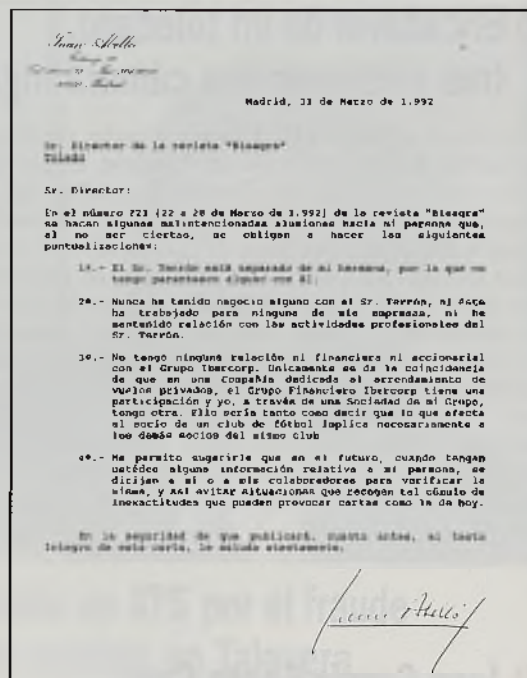 Juan Abelló
Madrid, 31 de Marzo de 1.992
Sr. Director de la revista "Bisagra"
Toledo
Sr. Director:
En el número 221 (22 a 28 de Marzo de 1.992) de la revista "Bisagra"
se hacen algunas malintencionadas alusiones hacia mi persona que,
al no ser ciertas, me obligan a hacer las siguientes
puntualizaciones:
1º.- El Sr. Terrón está separado de mi hermana, por lo que no
tengo parentesco alguno con él.
2º.- Nunca he tenido negocio alguno con el Sr. Terrón, ni éste
ha trabajado para ninguna de mis empresas, ni he
mantenido relación con las actividades profesionales del
Sr. Terrón.
3º.- No tengo ninguna relación ni financiera ni accionarial
con el Grupo Ibercorp. Unicamente se da la coincidencia
de que en una Compañía dedicada al arrendamiento de
vuelos privados, el Grupo Financiero Ibercorp tiene una
participación y yo, a través de una Sociedad de mi Grupo,
tengo otra. Ello sería tanto como decir que lo que afecta
al socio de un club de fútbol implica necesariamente a
los demás socios del mismo club
4º.- Me permito sugerirle que en el futuro, cuando tengan
ustedes alguna información relativa a mi persona, se
dirijan a mi o a mis colaboradores para verificar la
misma, y así evitar situaciones que recogen tal cúmulo de
inexactitudes que pueden provocar cartas como la de hoy.
En la seguridad de que publicará, cuanto antes, el texto
íntegro de esta carta, le saluda atentamente.
Juan Abelló